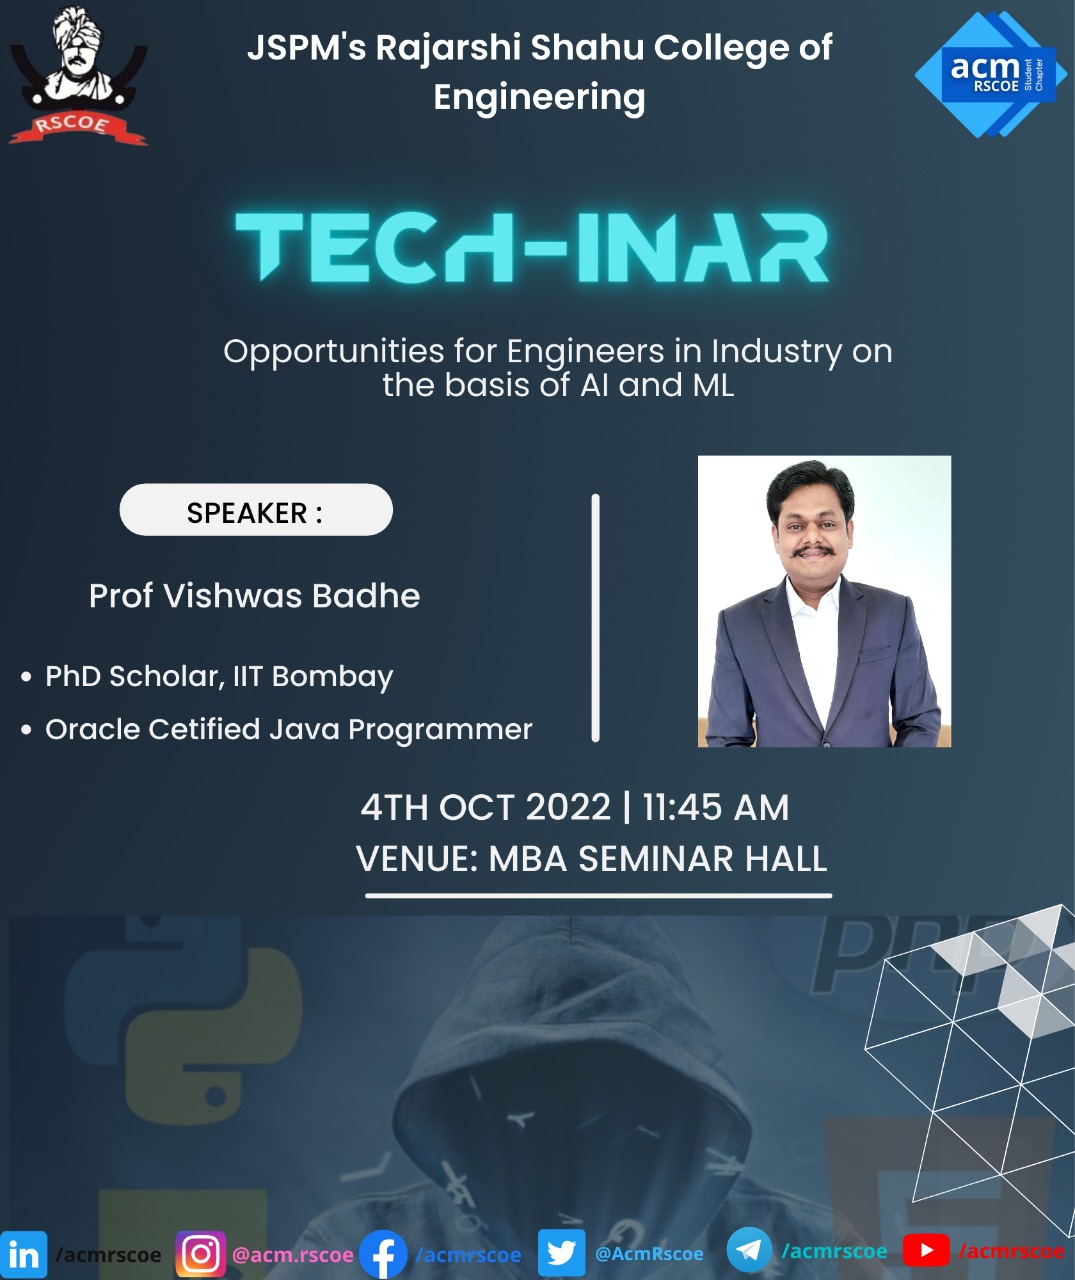 JSPM's Rajarshi Shahu College of
Engineering
RSCOE
acm
RSCOE
Student
Chapter
TECH-INAR
Opportunities for Engineers in Industry on
the basis of AI and ML
SPEAKER :
Prof Vishwas Badhe
• PhD Scholar, IIT Bombay
• Oracle Cetified Java Programmer
4TH OCT 2022 | 11:45 AM
VENUE: MBA SEMINAR HALL
php
in /acmrscoe
@acm.rscoe
/acmrscoe
@AcmRscoe
/acmrscoe
/acmrscoe